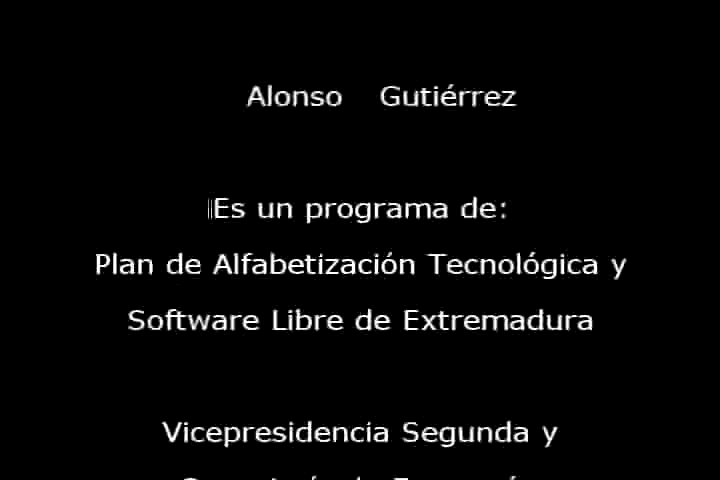 Alonso Gutiérrez
Es un programa de:
Plan de Alfabetización Tecnológica y
Software Libre de Extremadura
Vicepresidencia Segunda y